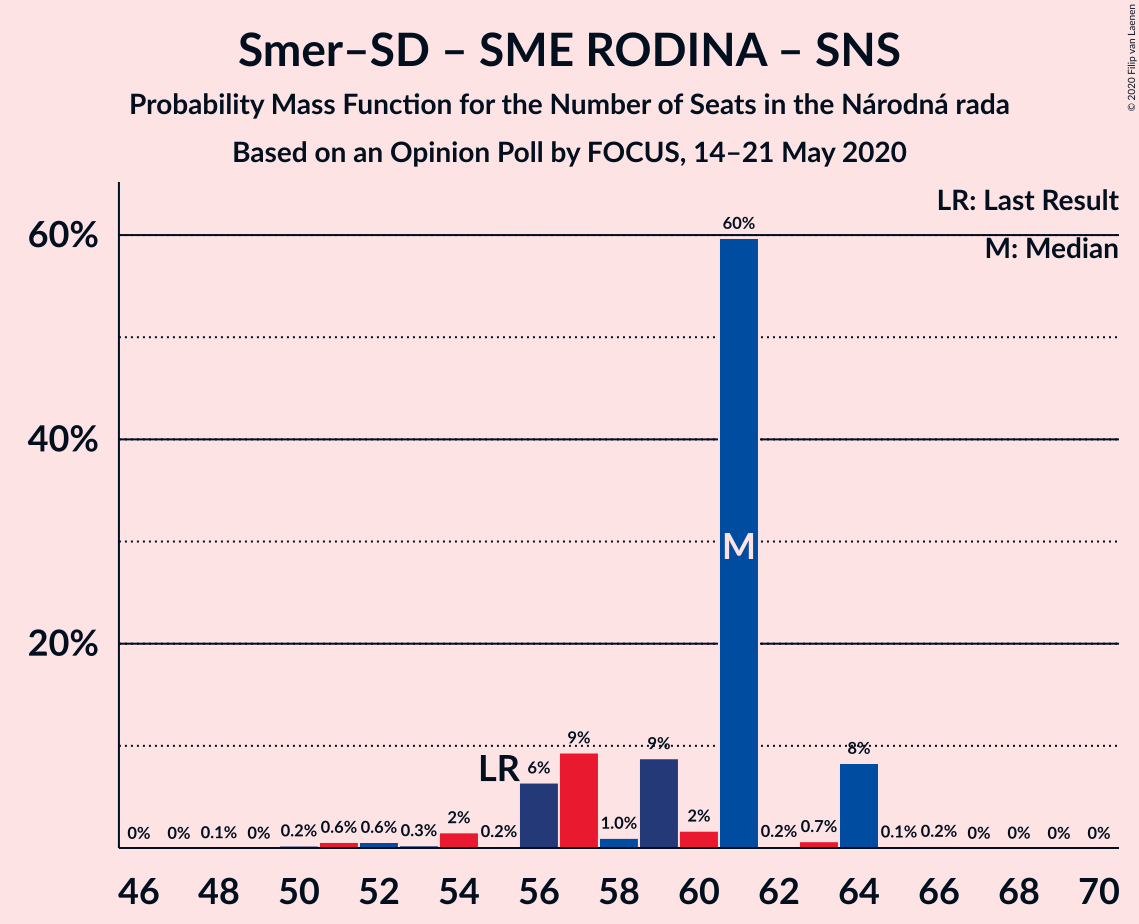 Smer–SD – SME RODINA – SNS
Probability Mass Function for the Number of Seats in the Národná rada
Based on an Opinion Poll by FOCUS, 14–21 May 2020
© 2020 Filip van Laenen
LR: Last Result
M: Median
60%
40%
20%
0% 0% 0.1% 0% 0.2% 0.6% 0.6% 0.3% 2% 0.2% 6% 9% 1.0% 9% 2% 60% 0.2% 0.7% 8% 0.1% 0.2% 0% 0% 0% 0%
LR
M
46 48 50 52 54 56 58 60 62 64 66 68 70